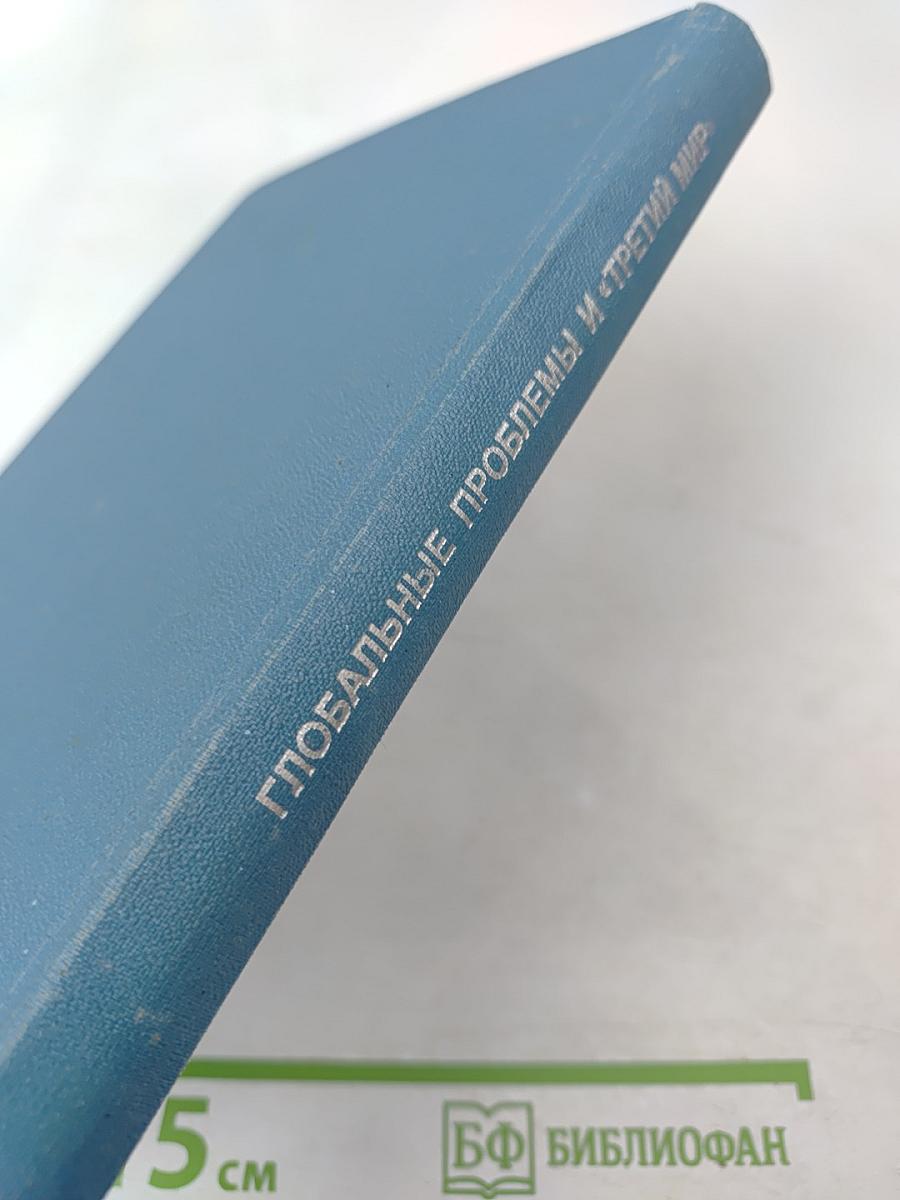 ГЛОБАЛЬНЫЕ ПРОБЛЕМЫ И «ТРЕТИЙ МИР»
5 см
БФ БИБЛИОФАН